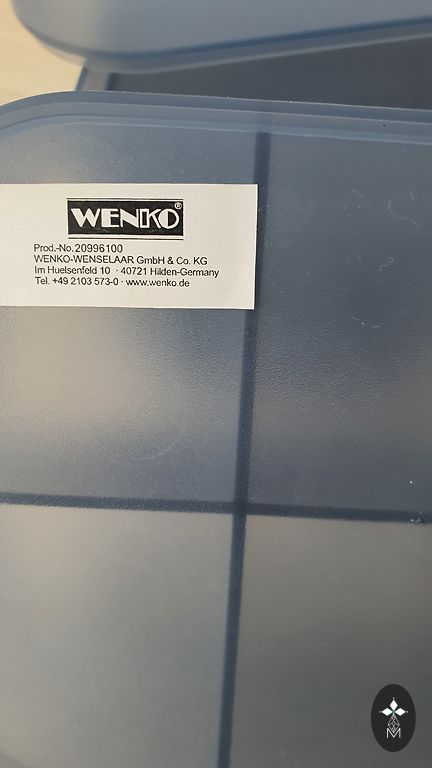 WENKO®
Prod.-No. 20996100
WENKO-WENSELAAR GmbH & Co. KG
Im Huelsenfeld 10 · 40721 Hilden-Germany
Tel. +49 2103 573-0 · www.wenko.de
M